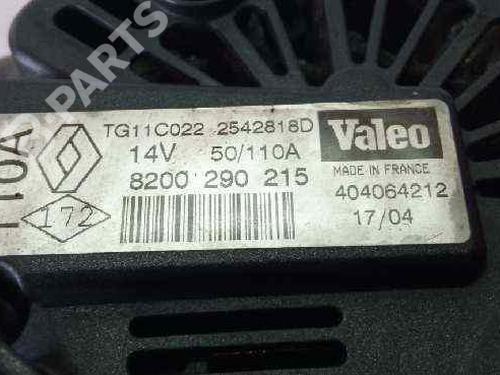 PARTS
TG11C022 2542818D
14V 50/110A
8200 290 215
172
110A
Valeo
MADE IN FRANCE
404064212
17/04